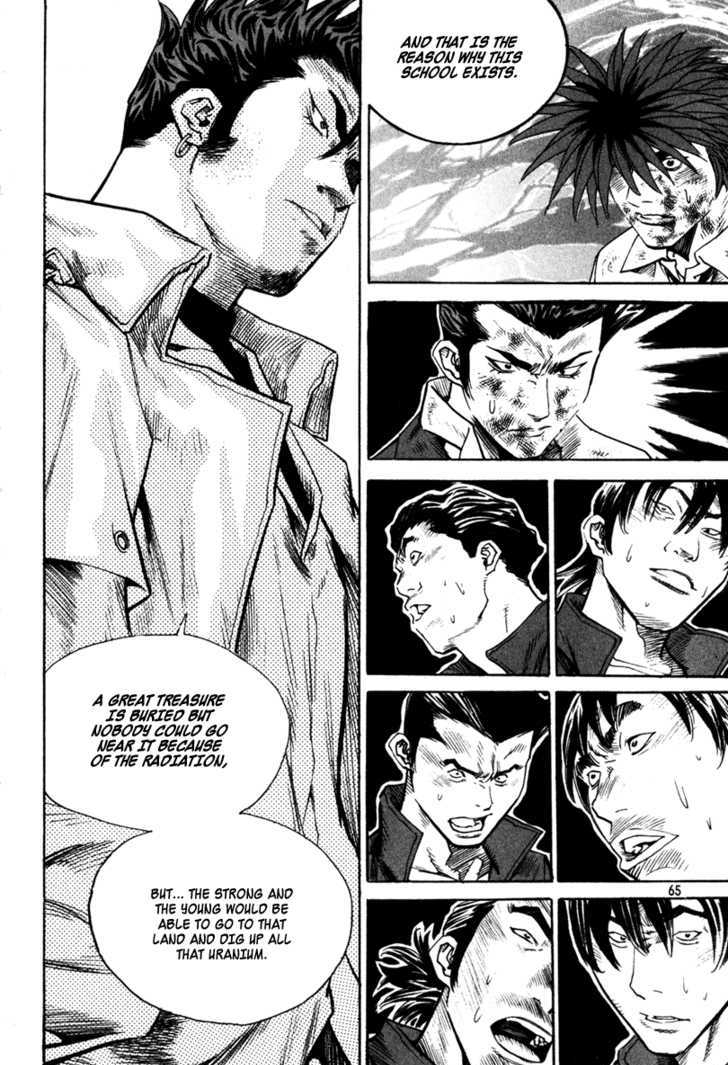 AND THAT IS THE
REASON WHY THIS
SCHOOL EXISTS.
A GREAT TREASURE
IS BURIED BUT
NOBODY COULD GO
NEAR IT BECAUSE
OF THE RADIATION,
BUT... THE STRONG AND
THE YOUNG WOULD BE
ABLE TO GO TO THAT
LAND AND DIG UP ALL
THAT URANIUM.
65